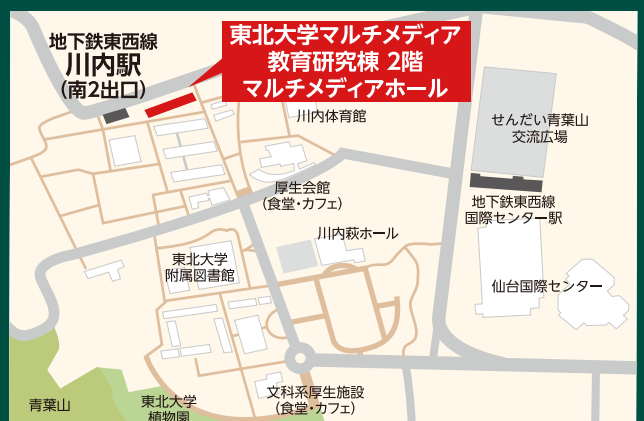 地下鉄東西線
川内駅
（南2出口）
東北大学マルチメディア
教育研究棟 2階
マルチメディアホール
川内体育館
せんだい青葉山
交流広場
厚生会館
（食堂・カフェ）
地下鉄東西線
国際センター駅
川内萩ホール
東北大学
附属図書館
仙台国際センター
文科系厚生施設
（食堂・カフェ）
青葉山
東北大学
植物園